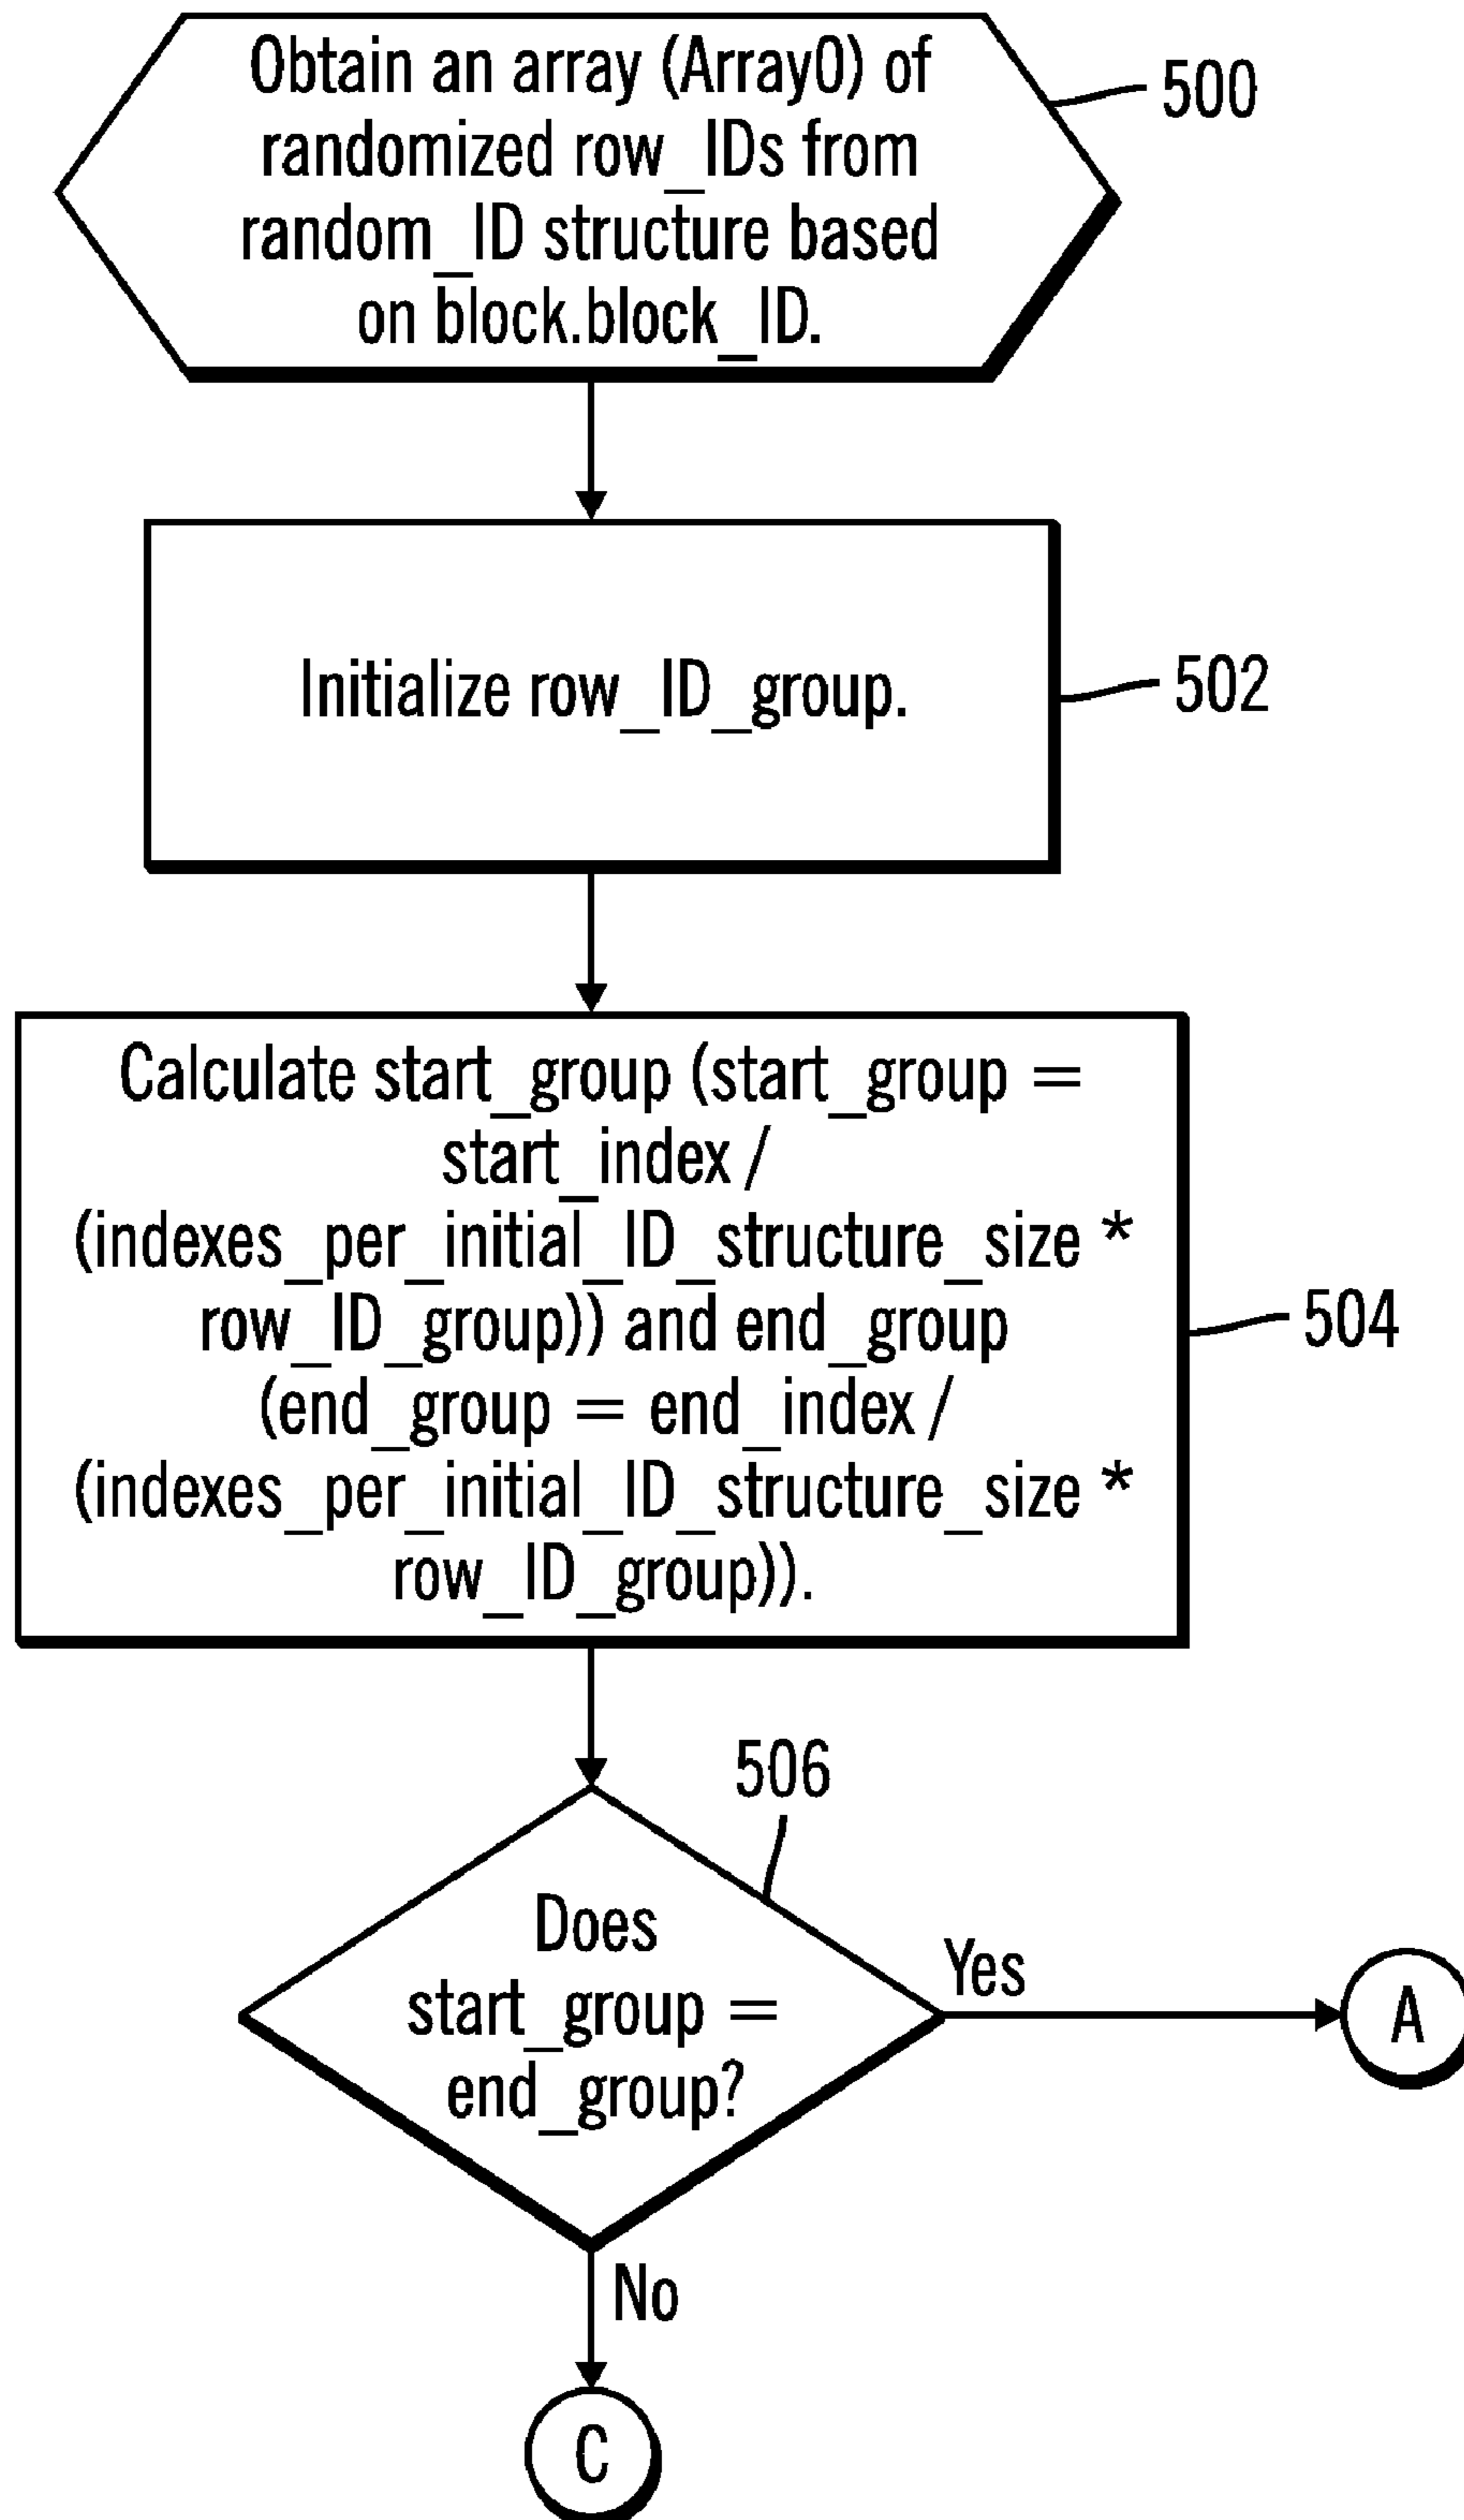 Obtain an array (Array0) of
randomized row_IDs from
random_ID structure based
on block.block_ID.
500
Initialize row_ID_group.
502
Calculate start_group (start_group =
start_index /
(indexes_per_initial_ID_structure_size *
row_ID_group)) and end_group
(end_group = end_index /
(indexes_per_initial_ID_structure_size *
row_ID_group)).
504
506
Does
start_group =
end_group?
Yes
A
No
C